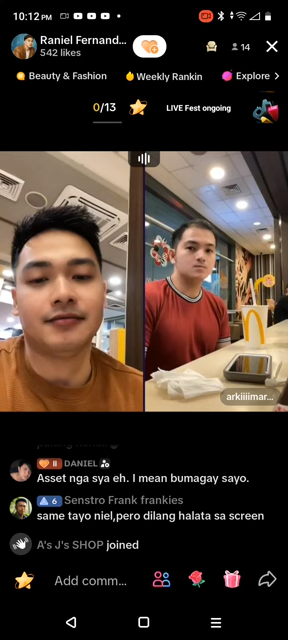 10:12 PM
Raniel Fernand...
542 likes
14
Beauty & Fashion
Weekly Rankin
Explore
0/13
LIVE Fest ongoing
arkiiimar...
DANIEL
Asset nga sya eh. I mean bumagay sayo.
6 Senstro Frank frankies
same tayo niel,pero dilang halata sa screen
A's J's SHOP joined
Add comm...